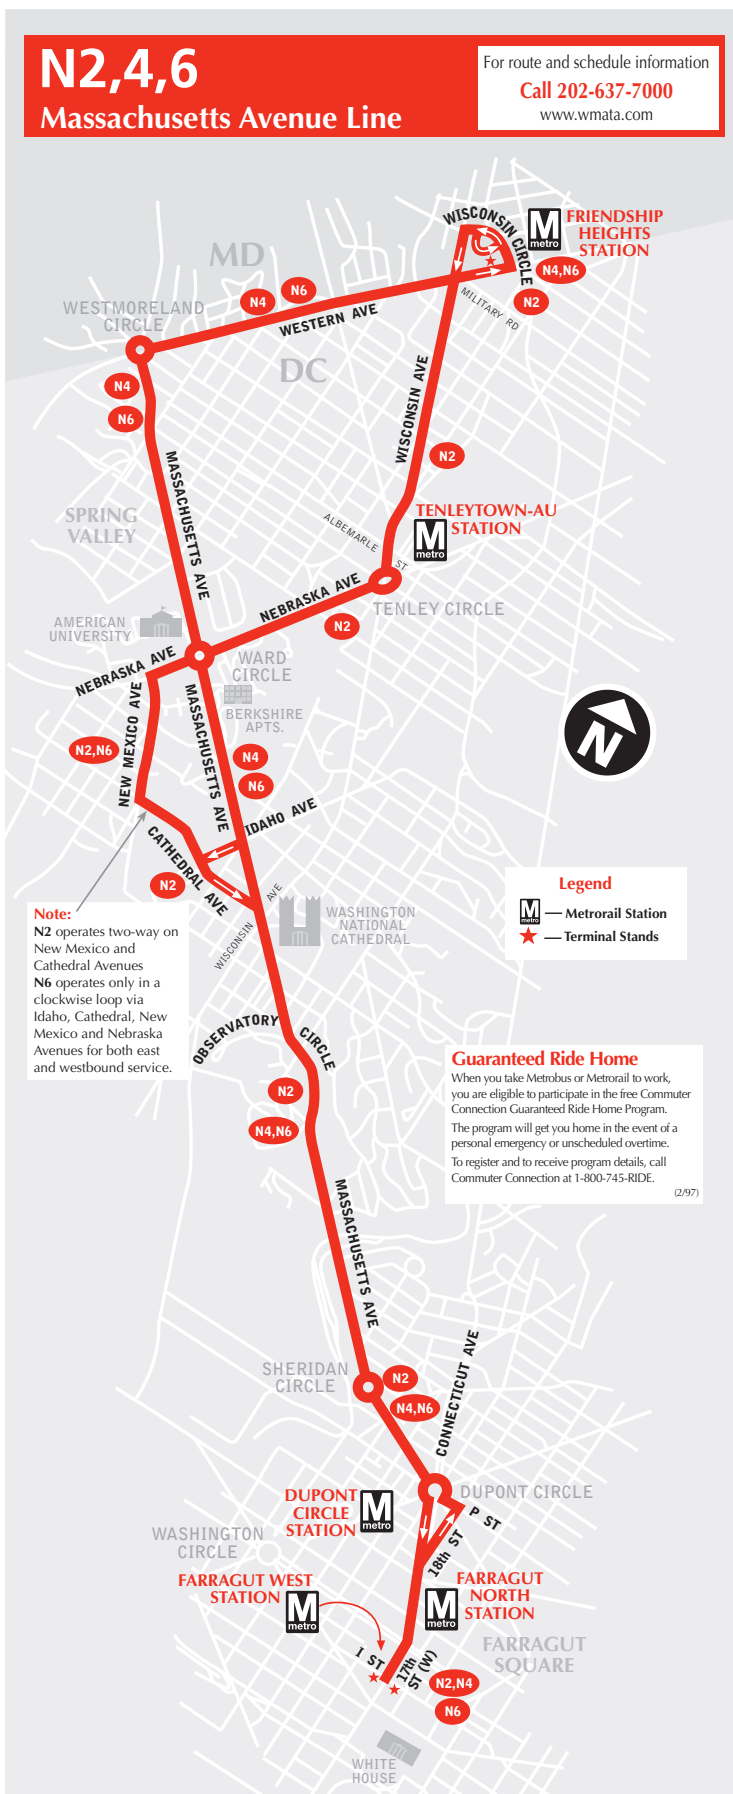 N2,4,6
Massachusetts Avenue Line
For route and schedule information
Call 202-637-7000
www.wmata.com
WISCONSIN CIRCLE
M
metro
FRIENDSHIP
HEIGHTS
STATION
N4,N6
N2
MD
N4
N6
WESTMORELAND
CIRCLE
WESTERN AVE
MILITARY RD
DC
N4
N6
WISCONSIN AVE
N2
MASSACHUSETTS AVE
SPRING
VALLEY
TENLEYTOWN-AU
STATION
M
metro
ALBEMARLE ST
NEBRASKA AVE
TENLEY CIRCLE
N2
AMERICAN
UNIVERSITY
NEBRASKA AVE
WARD
CIRCLE
BERKSHIRE
APTS.
NEW MEXICO AVE
MASSACHUSETTS AVE
N
N2,N6
N4
N6
IDAHO AVE
CATHEDRAL AVE
N2
WISCONSIN AVE
WASHINGTON
NATIONAL
CATHEDRAL
Legend
M
metro
— Metrorail Station
— Terminal Stands
Note:
N2 operates two-way on
New Mexico and
Cathedral Avenues
N6 operates only in a
clockwise loop via
Idaho, Cathedral, New
Mexico and Nebraska
Avenues for both east
and westbound service.
OBSERVATORY CIRCLE
N2
N4,N6
Guaranteed Ride Home
When you take Metrobus or Metrorail to work,
you are eligible to participate in the free Commuter
Connection Guaranteed Ride Home Program.
The program will get you home in the event of a
personal emergency or unscheduled overtime.
To register and to receive program details, call
Commuter Connection at 1-800-745-RIDE.
(2/97)
MASSACHUSETTS AVE
SHERIDAN
CIRCLE
N2
N4,N6
CONNECTICUT AVE
DUPONT CIRCLE
DUPONT
CIRCLE
STATION
M
metro
P ST
18th ST
WASHINGTON
CIRCLE
FARRAGUT WEST
STATION
M
metro
M
metro
FARRAGUT
NORTH
STATION
FARRAGUT
SQUARE
I ST
17th
ST (W)
N2,N4
N6
WHITE
HOUSE